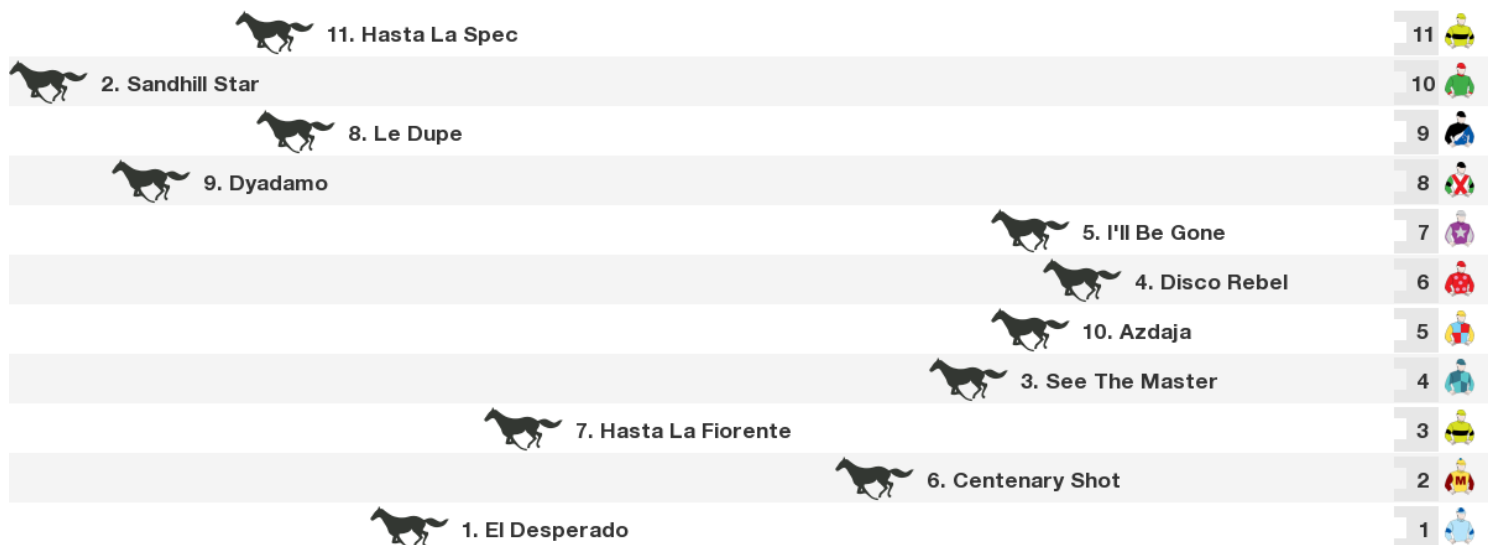 11. Hasta La Spec 11
2. Sandhill Star 10
8. Le Dupe 9
9. Dyadamo 8
5. I'll Be Gone 7
4. Disco Rebel 6
10. Azdaja 5
3. See The Master 4
7. Hasta La Fiorente 3
6. Centenary Shot 2 M
1. El Desperado 1